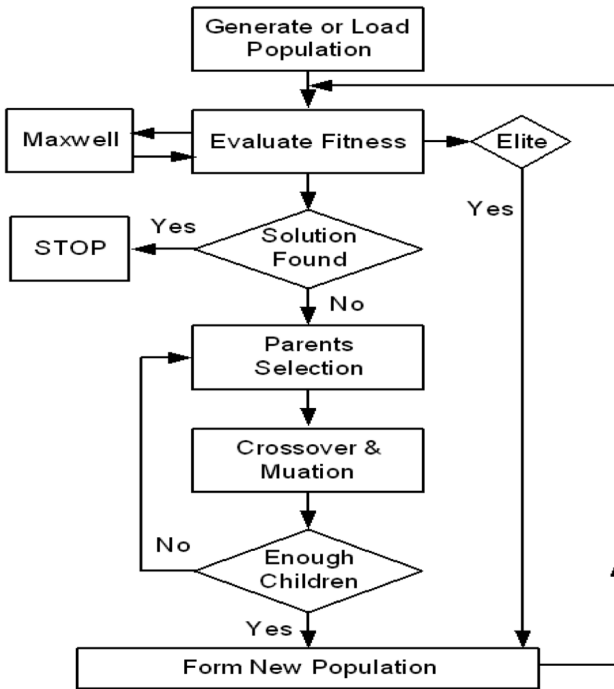 Generate or Load
Population
Maxwell
Evaluate Fitness
Elite
Yes
Yes
STOP
Solution
Found
No
Parents
Selection
Crossover &
Muation
No
Enough
Children
Yes
Form New Population